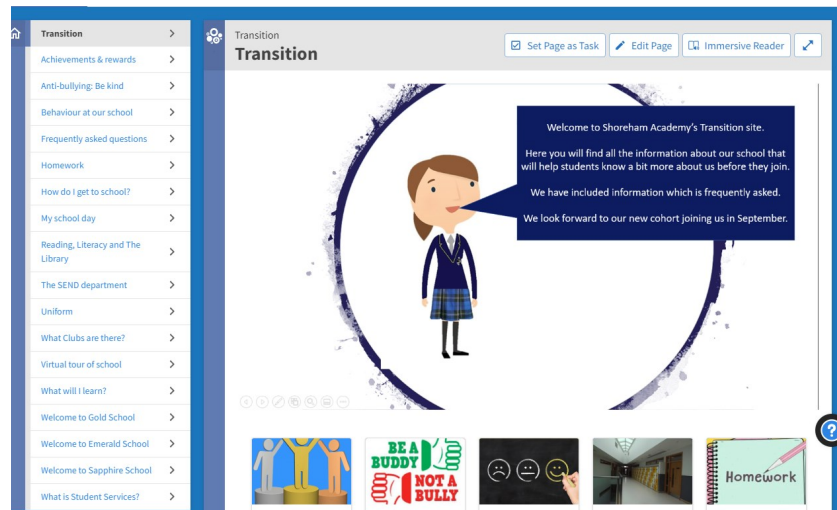 Transition
Achievements & rewards
Anti-bullying: Be kind
Behaviour at our school
Frequently asked questions
Homework
How do I get to school?
My school day
Reading, Literacy and The
Library
The SEND department
Uniform
What Clubs are there?
Virtual tour of school
What will I learn?
Welcome to Gold School
Welcome to Emerald School
Welcome to Sapphire School
What is Student Services?
Transition
Transition
Set Page as Task
Edit Page
Immersive Reader
Welcome to Shoreham Academy's Transition site.
Here you will find all the information about our school that
will help students know a bit more about us before they join.
We have included information which is frequently asked.
We look forward to our new cohort joining us in September.
?
BE A
BUDDY
NOT A
BULLY
Homework